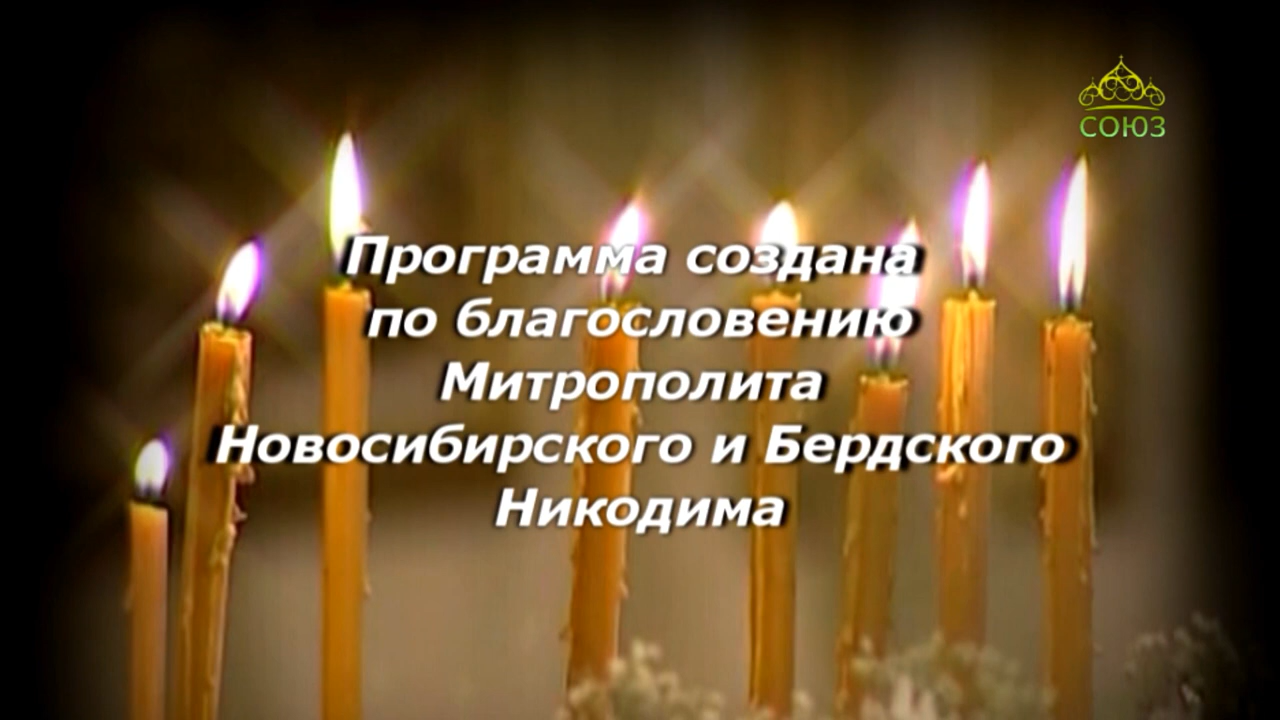 СОЮЗ
Программа создана
по благословению
Митрополита
Новосибирского и Бердского
Никодима